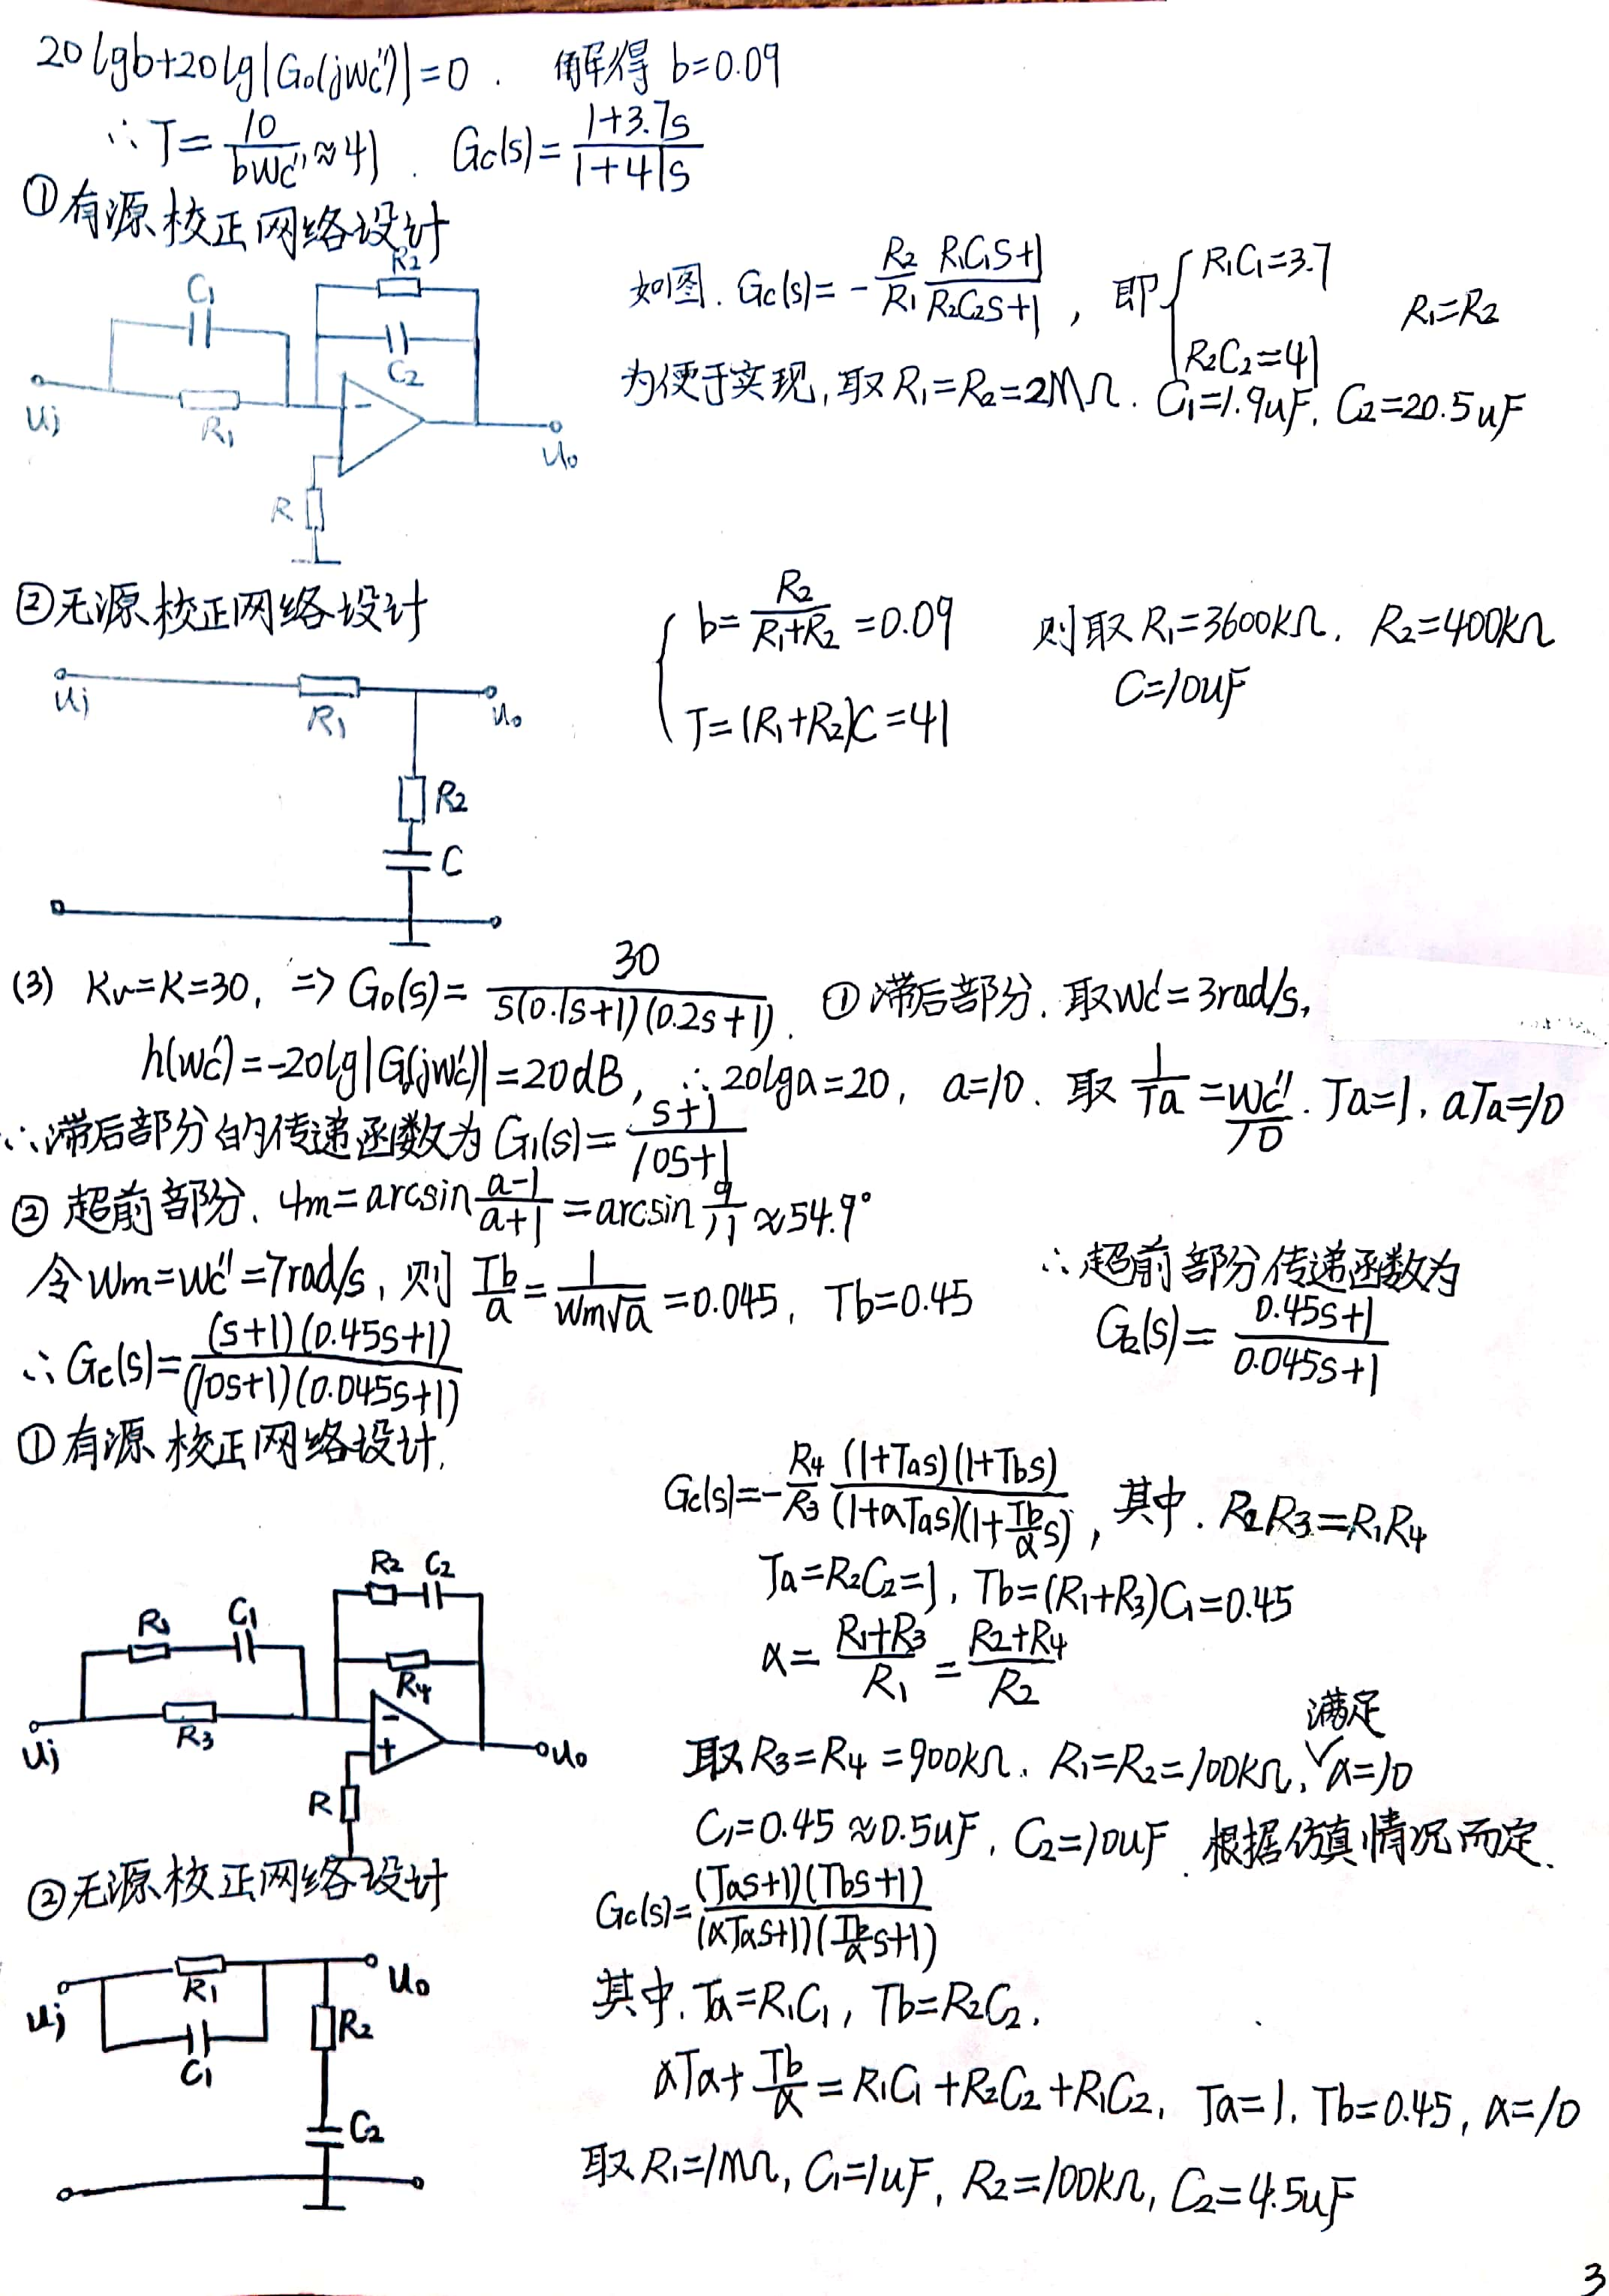 20lgb+20lg|G₀(jWc'')|=0. 解得 b=0.09
∴T=10/(bWc'')≈41. Gc(s)=(1+3.7s)/(1+41s)
①有源校正网络设计
C₁ R₂ C₂ Ui R₁ R U₀
如图. Gc(s)=-(R₂/R₁)·(R₁C₁S+1)/(R₂C₂S+1), 即 { R₁C₁=3.7 R₂C₂=41 R₁=R₂
为便于实现,取R₁=R₂=2MΩ. C₁=1.9uF, C₂=20.5uF
②无源校正网络设计
Ui R₁ U₀ R₂ C
{ b=R₂/(R₁+R₂)=0.09 则取R₁=3600kΩ, R₂=400kΩ
T=(R₁+R₂)C=41 C=10uF
(3) Kv=K=30, => G₀(s)=30/(s(0.1s+1)(0.2s+1)). ①滞后部分. 取Wc'=3rad/s,
h(Wc')=-20lg|G(jWc')|=20dB, ∴20lga=20, a=10. 取 1/Ta=Wc''/10. Ta=1, aTa=10
∴滞后部分的传递函数为G₁(s)=(s+1)/(10s+1)
②超前部分. φm=arcsin(a-1)/(a+1)=arcsin 9/11≈54.9°
令Wm=Wc''=7rad/s, 则 Tb/a=1/(Wm√a)=0.045, Tb=0.45 ∴超前部分传递函数为
G₂(s)=(0.45s+1)/(0.045s+1)
∴Gc(s)=(s+1)(0.45s+1)/((10s+1)(0.045s+1))
①有源校正网络设计.
R₁ C₁ R₂ C₂ R₄ R₃ Ui - + R U₀
Gc(s)=-(R₄/R₃)·(1+Tas)(1+Tbs)/((1+αTas)(1+(Tb/α)s)), 其中. R₂R₃=R₁R₄
Ta=R₂C₂=1, Tb=(R₁+R₃)C₁=0.45
α=(R₁+R₃)/R₁=(R₂+R₄)/R₂
取R₃=R₄=900kΩ. R₁=R₂=100kΩ, 满足α=10
C₁=0.45≈0.5uF, C₂=10uF. 根据仿真情况而定.
②无源校正网络设计
Ui R₁ C₁ U₀ R₂ C₂
Gc(s)=(Tas+1)(Tbs+1)/((αTas+1)((Tb/α)s+1))
其中. Ta=R₁C₁, Tb=R₂C₂.
αTa+Tb/α=R₁C₁+R₂C₂+R₁C₂, Ta=1. Tb=0.45, α=10
取R₁=1MΩ, C₁=1uF, R₂=100kΩ, C₂=4.5uF
3